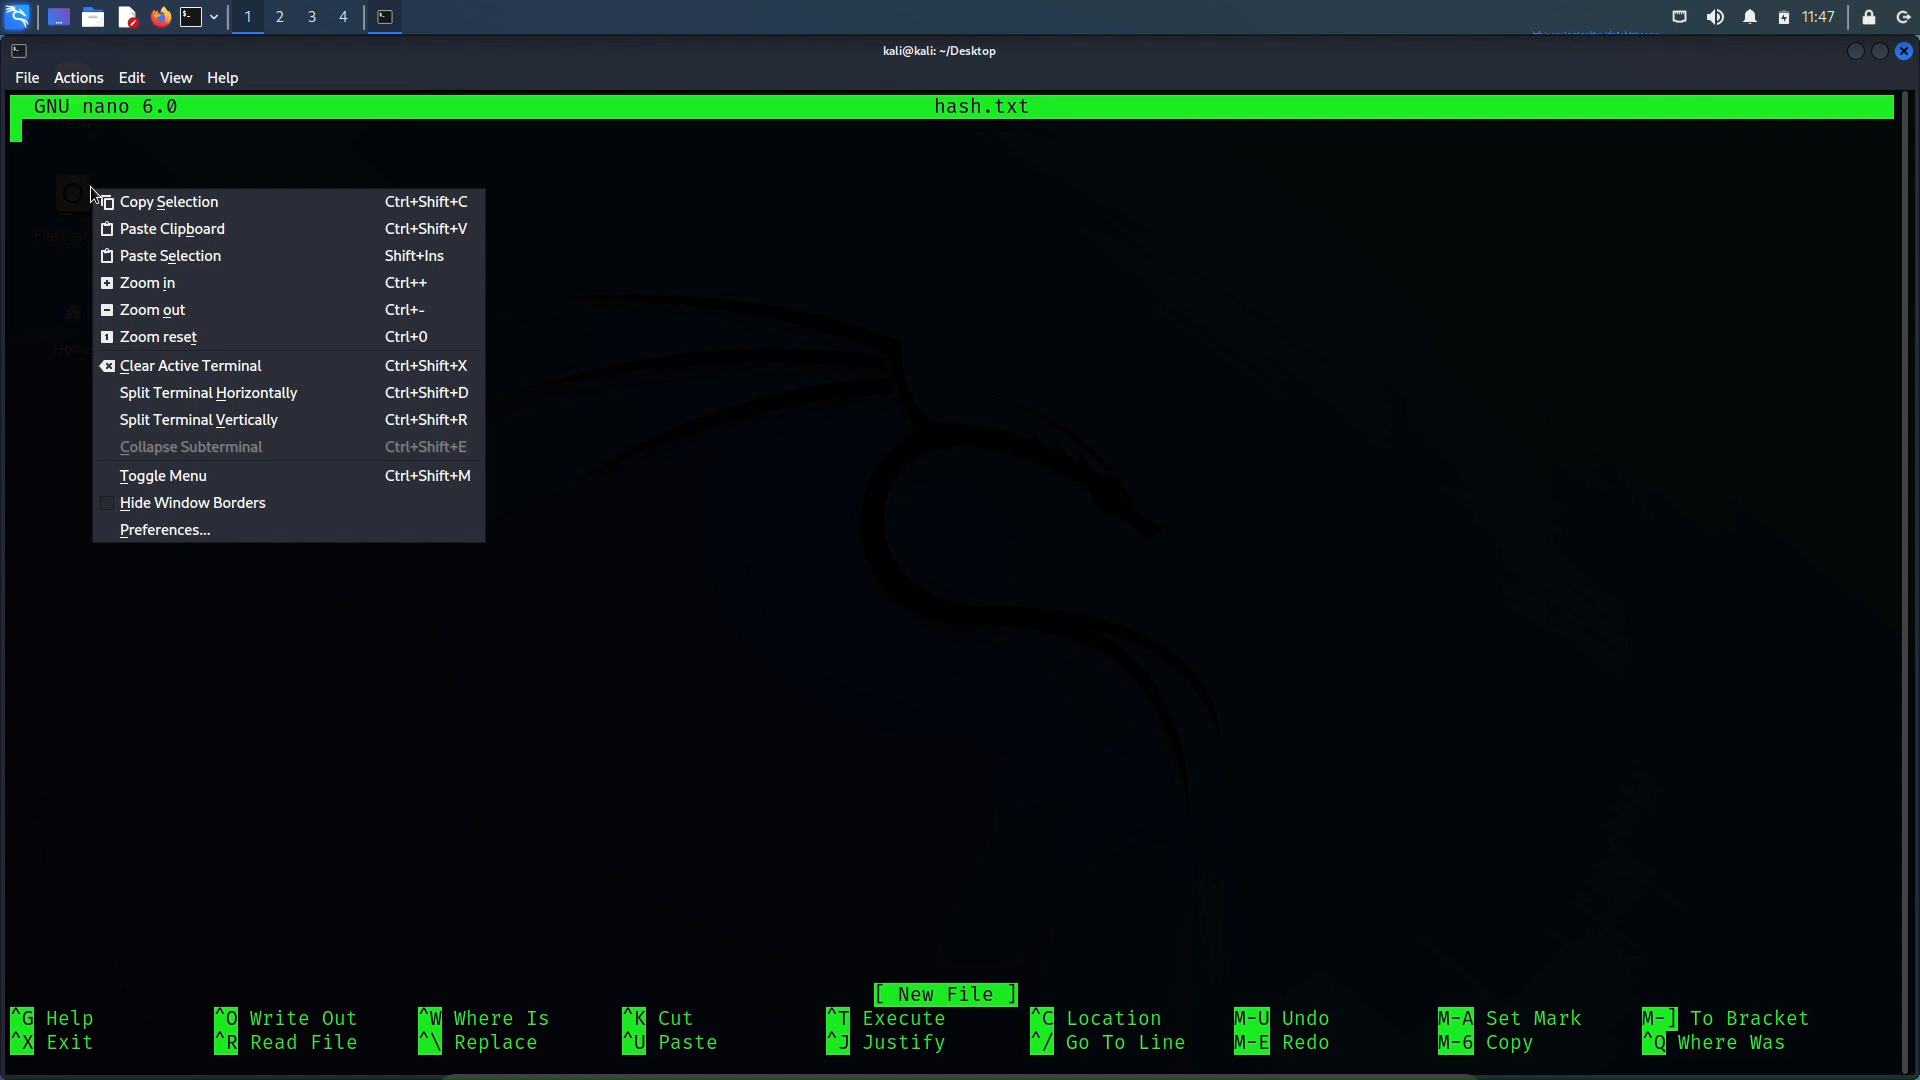 1 2 3 4 11:47
kali@kali: ~/Desktop
File Actions Edit View Help
GNU nano 6.0 hash.txt
Copy Selection Ctrl+Shift+C
Paste Clipboard Ctrl+Shift+V
Paste Selection Shift+Ins
Zoom in Ctrl++
Zoom out Ctrl+-
Zoom reset Ctrl+0
Clear Active Terminal Ctrl+Shift+X
Split Terminal Horizontally Ctrl+Shift+D
Split Terminal Vertically Ctrl+Shift+R
Collapse Subterminal Ctrl+Shift+E
Toggle Menu Ctrl+Shift+M
Hide Window Borders
Preferences...
[ New File ]
^G Help ^O Write Out ^W Where Is ^K Cut ^T Execute ^C Location M-U Undo M-A Set Mark M-] To Bracket
^X Exit ^R Read File ^\ Replace ^U Paste ^J Justify ^/ Go To Line M-E Redo M-6 Copy ^Q Where Was